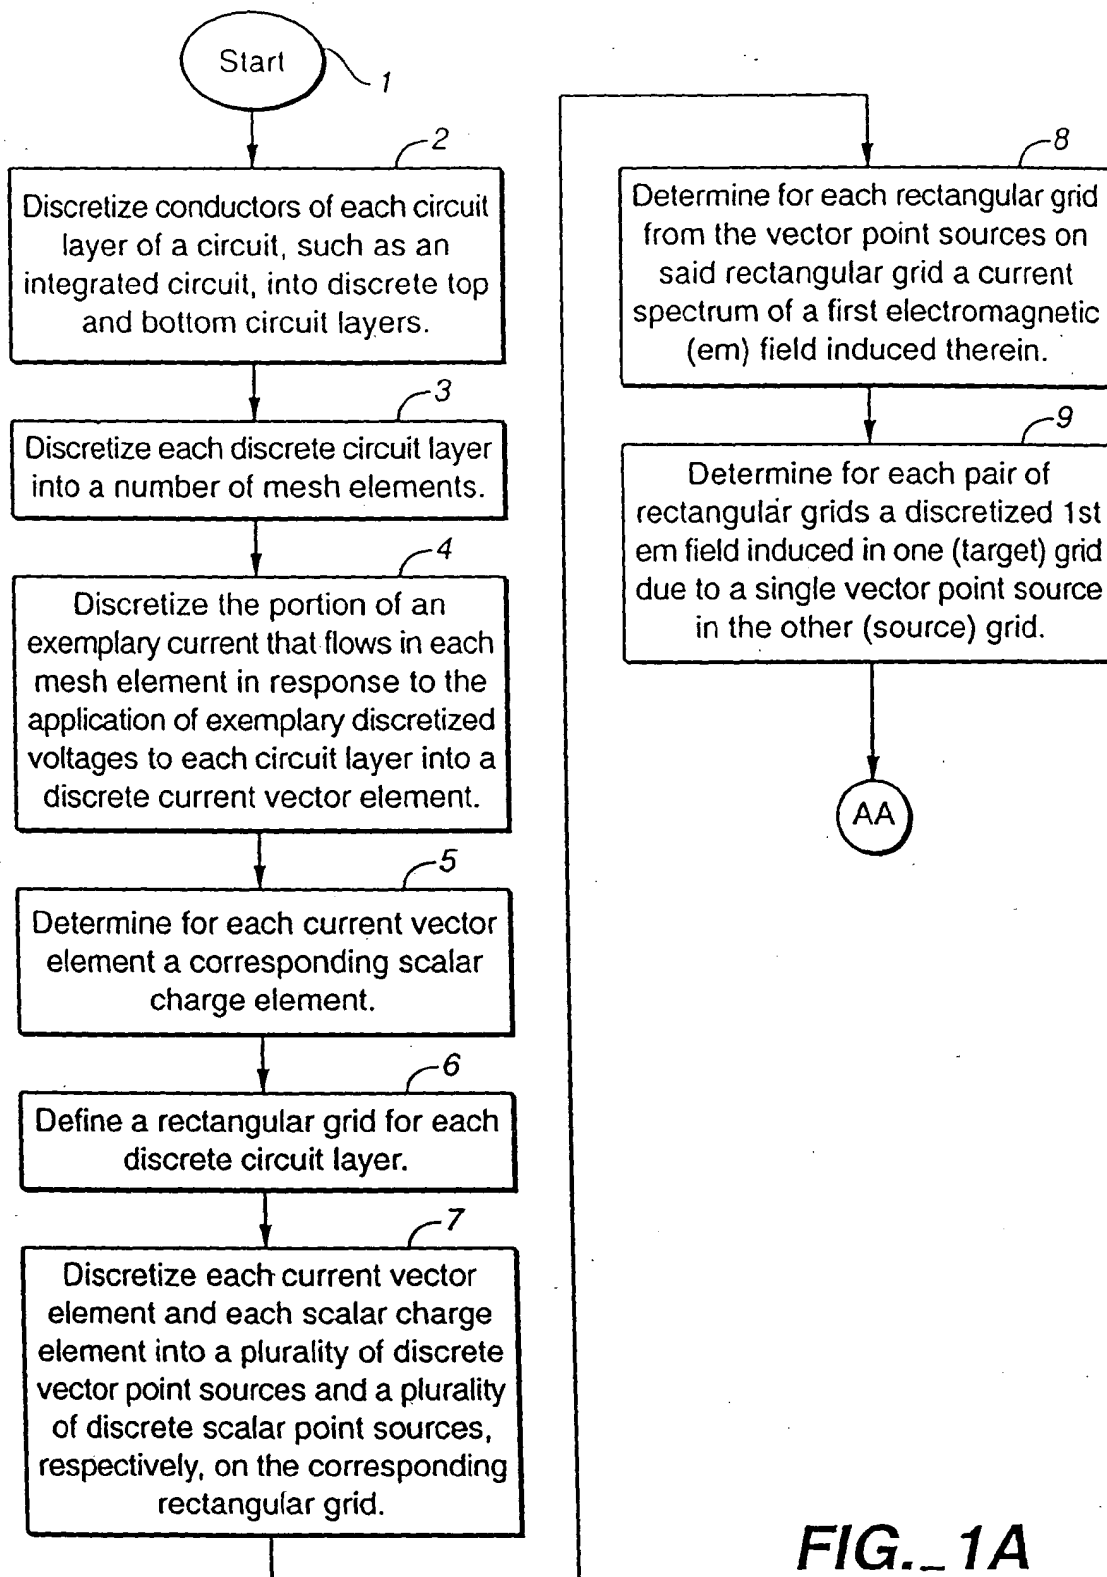 Start
1
2
Discretize conductors of each circuit
layer of a circuit, such as an
integrated circuit, into discrete top
and bottom circuit layers.
3
Discretize each discrete circuit layer
into a number of mesh elements.
4
Discretize the portion of an
exemplary current that flows in each
mesh element in response to the
application of exemplary discretized
voltages to each circuit layer into a
discrete current vector element.
5
Determine for each current vector
element a corresponding scalar
charge element.
6
Define a rectangular grid for each
discrete circuit layer.
7
Discretize each current vector
element and each scalar charge
element into a plurality of discrete
vector point sources and a plurality
of discrete scalar point sources,
respectively, on the corresponding
rectangular grid.
8
Determine for each rectangular grid
from the vector point sources on
said rectangular grid a current
spectrum of a first electromagnetic
(em) field induced therein.
9
Determine for each pair of
rectangular grids a discretized 1st
em field induced in one (target) grid
due to a single vector point source
in the other (source) grid.
AA
FIG._1A